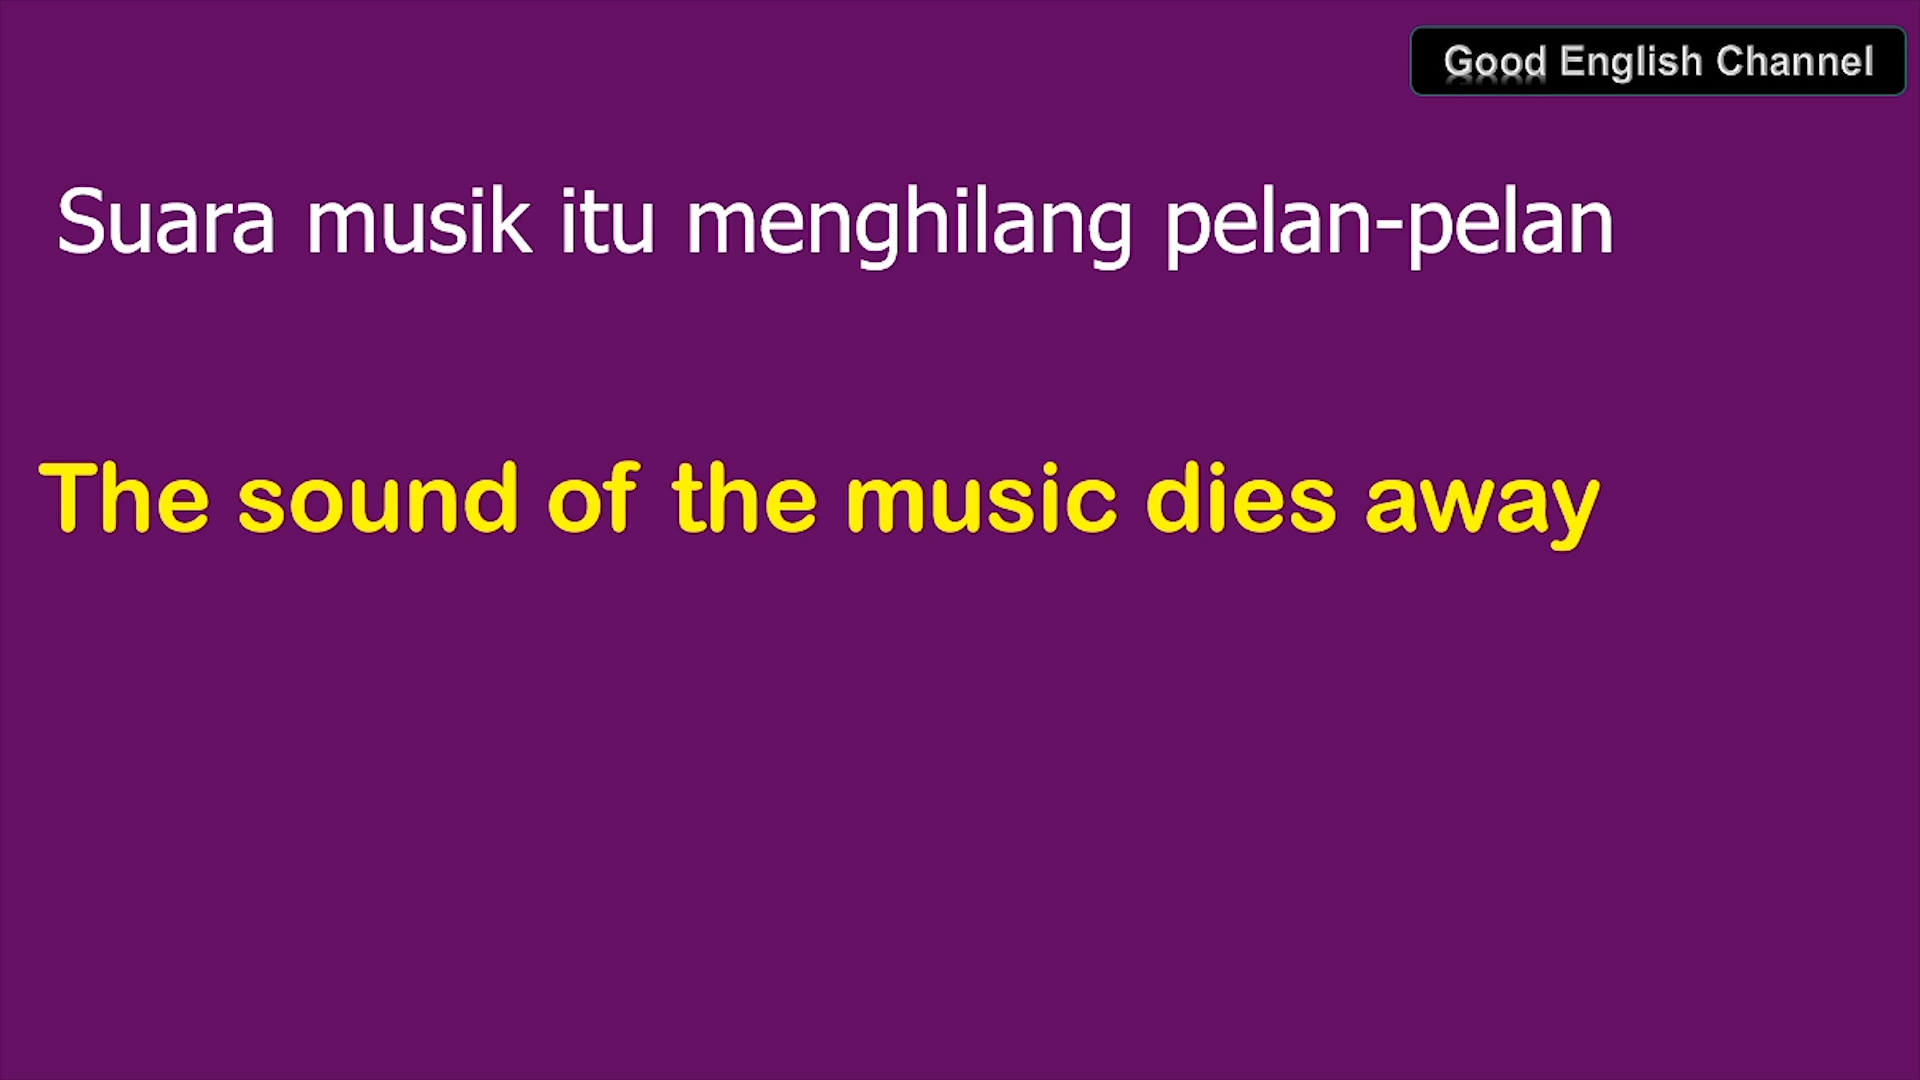 Good English Channel
Suara musik itu menghilang pelan-pelan
The sound of the music dies away